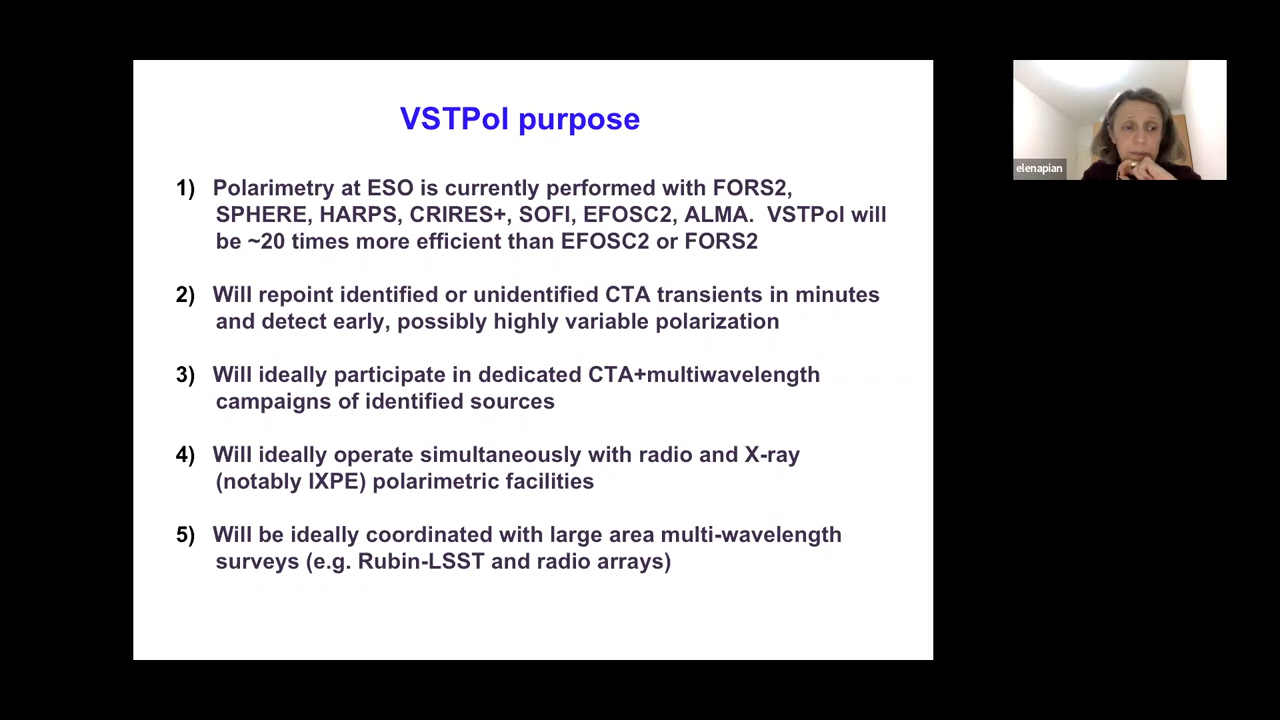 VSTPol purpose
1) Polarimetry at ESO is currently performed with FORS2,
SPHERE, HARPS, CRIRES+, SOFI, EFOSC2, ALMA. VSTPol will
be ~20 times more efficient than EFOSC2 or FORS2
2) Will repoint identified or unidentified CTA transients in minutes
and detect early, possibly highly variable polarization
3) Will ideally participate in dedicated CTA+multiwavelength
campaigns of identified sources
4) Will ideally operate simultaneously with radio and X-ray
(notably IXPE) polarimetric facilities
5) Will be ideally coordinated with large area multi-wavelength
surveys (e.g. Rubin-LSST and radio arrays)
elenapian